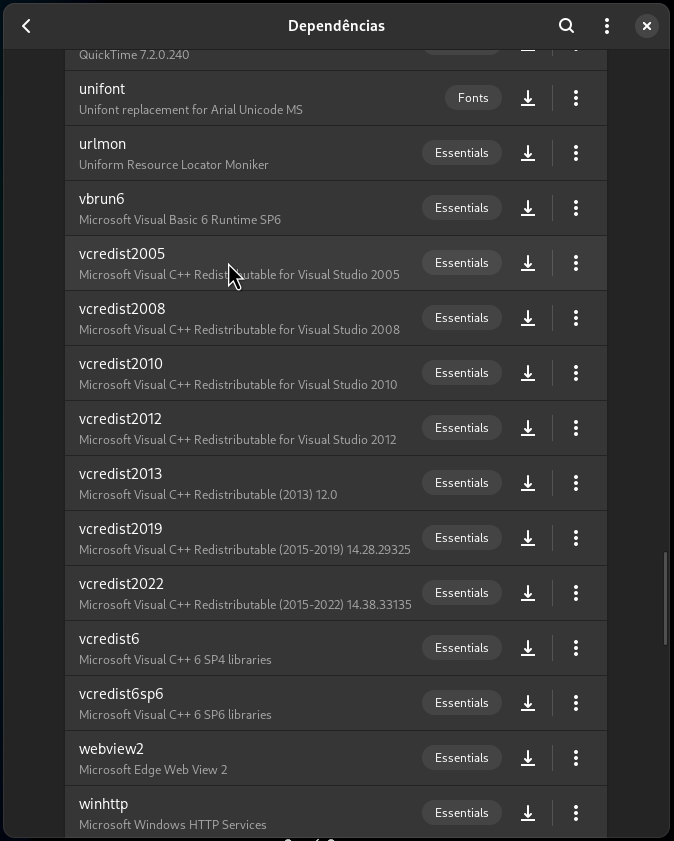 Dependências
QuickTime 7.2.0.240
unifont
Unifont replacement for Arial Unicode MS
Fonts
urlmon
Uniform Resource Locator Moniker
Essentials
vbrun6
Microsoft Visual Basic 6 Runtime SP6
Essentials
vcredist2005
Microsoft Visual C++ Redistributable for Visual Studio 2005
Essentials
vcredist2008
Microsoft Visual C++ Redistributable for Visual Studio 2008
Essentials
vcredist2010
Microsoft Visual C++ Redistributable for Visual Studio 2010
Essentials
vcredist2012
Microsoft Visual C++ Redistributable for Visual Studio 2012
Essentials
vcredist2013
Microsoft Visual C++ Redistributable (2013) 12.0
Essentials
vcredist2019
Microsoft Visual C++ Redistributable (2015-2019) 14.28.29325
Essentials
vcredist2022
Microsoft Visual C++ Redistributable (2015-2022) 14.38.33135
Essentials
vcredist6
Microsoft Visual C++ 6 SP4 libraries
Essentials
vcredist6sp6
Microsoft Visual C++ 6 SP6 libraries
Essentials
webview2
Microsoft Edge Web View 2
Essentials
winhttp
Microsoft Windows HTTP Services
Essentials